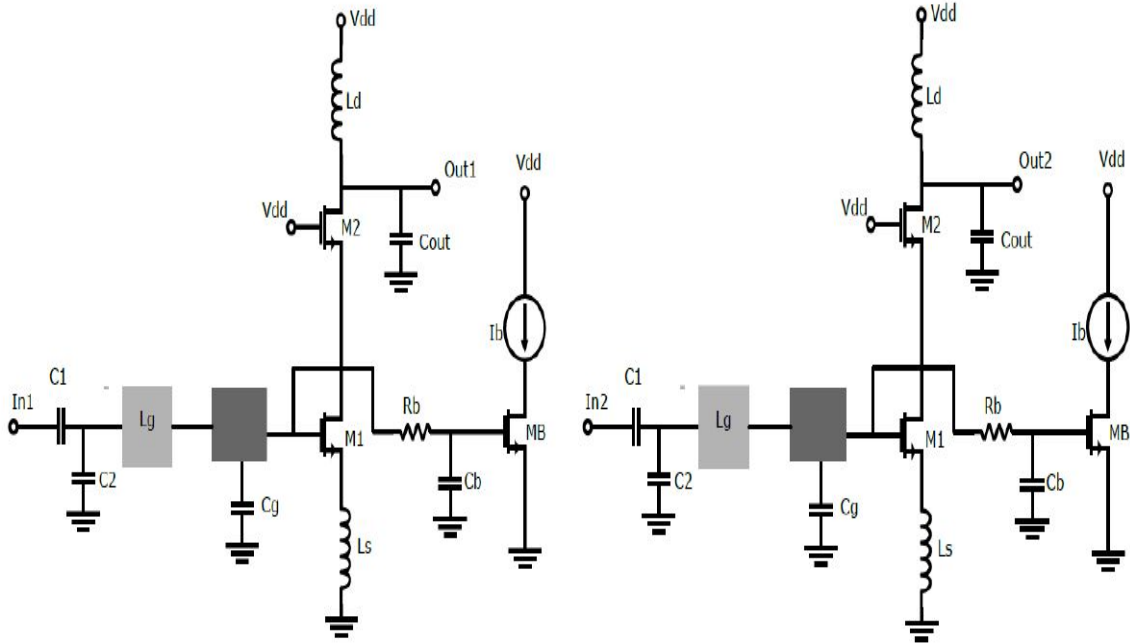 Vdd
Ld
Out1
Vdd
Vdd
M2
Cout
Ib
C1
In1
Lg
Rb
M1
MB
C2
Cg
Cb
Ls
Vdd
Ld
Out2
Vdd
Vdd
M2
Cout
Ib
C1
In2
Lg
Rb
M1
MB
C2
Cg
Cb
Ls